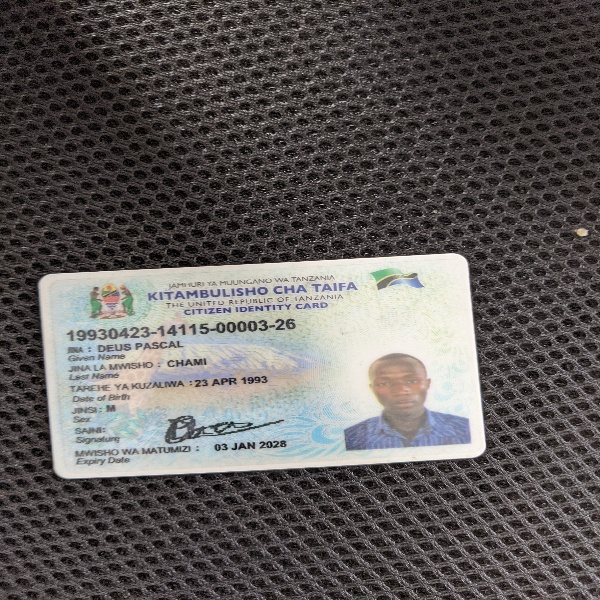 JAMHURI YA MUUNGANO WA TANZANIA
KITAMBULISHO CHA TAIFA
THE UNITED REPUBLIC OF TANZANIA
CITIZEN IDENTITY CARD
19930423-14115-00003-26
JINA : DEUS PASCAL
Given Name
JINA LA MWISHO : CHAMI
Last Name
TAREHE YA KUZALIWA : 23 APR 1993
Date of Birth
JINSI : M
Sex
SAINI:
Signature
MWISHO WA MATUMIZI : 03 JAN 2028
Expiry Date